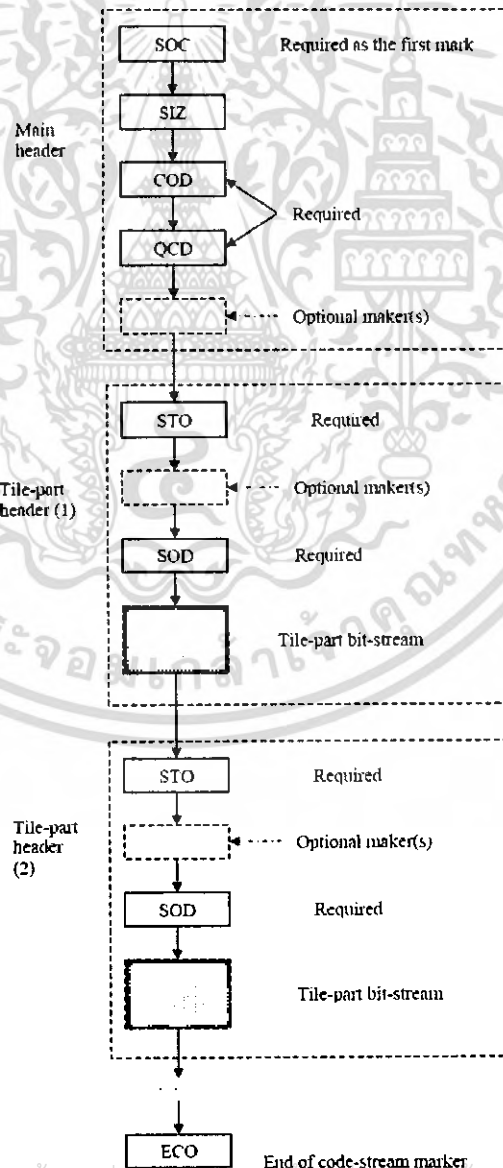 SOC Required as the first mark
SIZ
Main
header
COD
Required
QCD
Optional maker(s)
STO Required
Tile-part
header (1)
Optional maker(s)
SOD Required
Tile-part bit-stream
STO Required
Tile-part
header
(2)
Optional maker(s)
SOD Required
Tile-part bit-stream
...
ECO End of code-stream marker